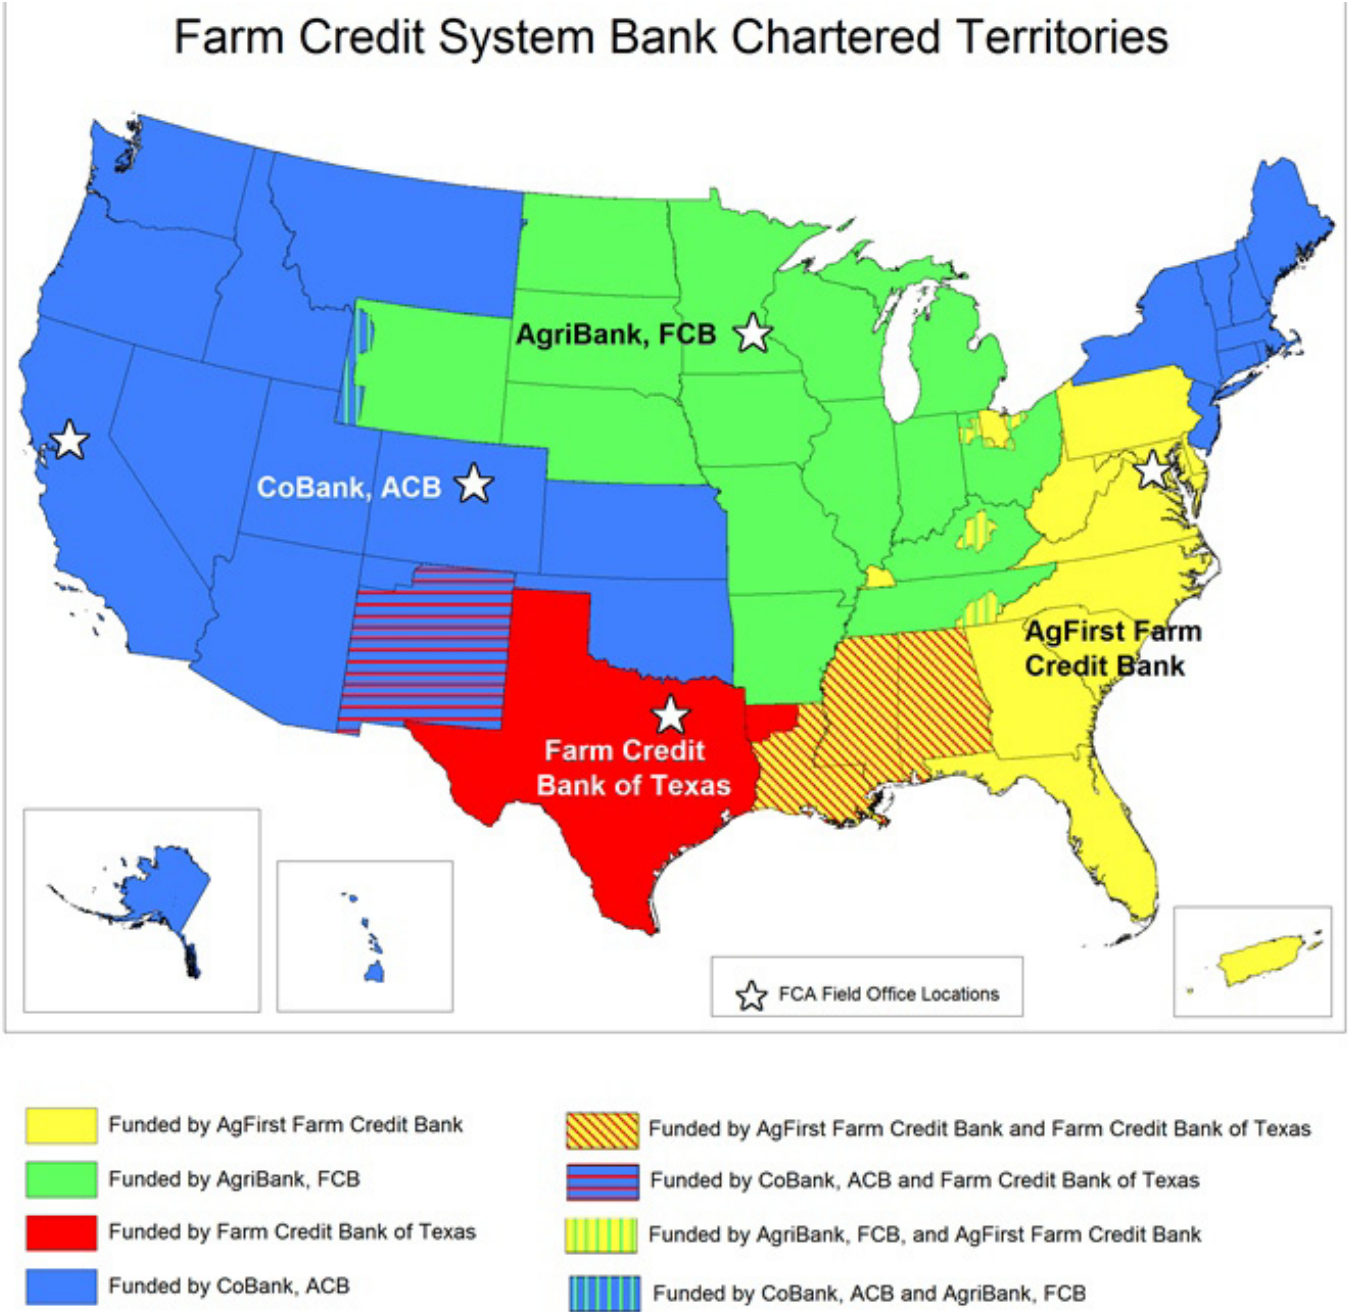 Farm Credit System Bank Chartered Territories
AgriBank, FCB
CoBank, ACB
AgFirst Farm
Credit Bank
Farm Credit
Bank of Texas
FCA Field Office Locations
Funded by AgFirst Farm Credit Bank
Funded by AgriBank, FCB
Funded by Farm Credit Bank of Texas
Funded by CoBank, ACB
Funded by AgFirst Farm Credit Bank and Farm Credit Bank of Texas
Funded by CoBank, ACB and Farm Credit Bank of Texas
Funded by AgriBank, FCB, and AgFirst Farm Credit Bank
Funded by CoBank, ACB and AgriBank, FCB